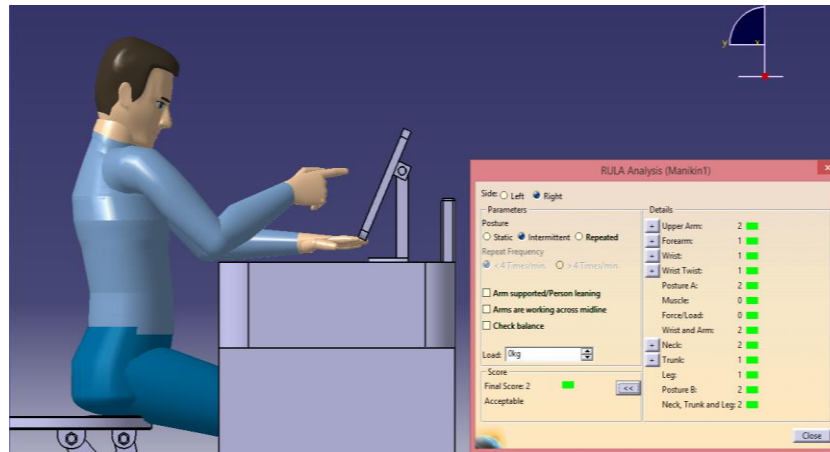 y x
RULA Analysis (Manikin1)
x
Side: Left Right
Parameters
Posture
Static Intermittent Repeated
Repeat Frequency
< 4 Times/min. > 4 Times/min.
Arm supported/Person leaning
Arms are working across midline
Check balance
Load: 0kg
Score
Final Score: 2 <<
Acceptable
Details
+ Upper Arm: 2
+ Forearm: 1
+ Wrist: 1
+ Wrist Twist: 1
Posture A: 2
Muscle: 0
Force/Load: 0
Wrist and Arm: 2
+ Neck: 2
+ Trunk: 1
Leg: 1
Posture B: 2
Neck, Trunk and Leg: 2
Close